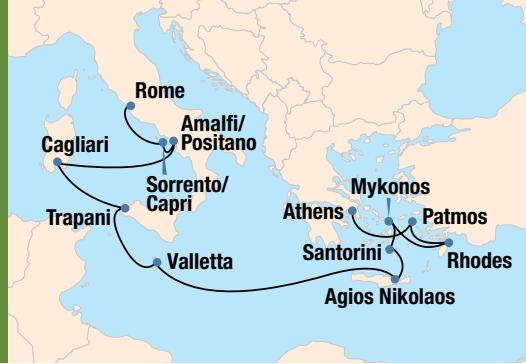 Rome
Amalfi/
Positano
Cagliari
Sorrento/
Capri
Mykonos
Trapani
Athens
Patmos
Santorini
Valletta
Rhodes
Agios Nikolaos